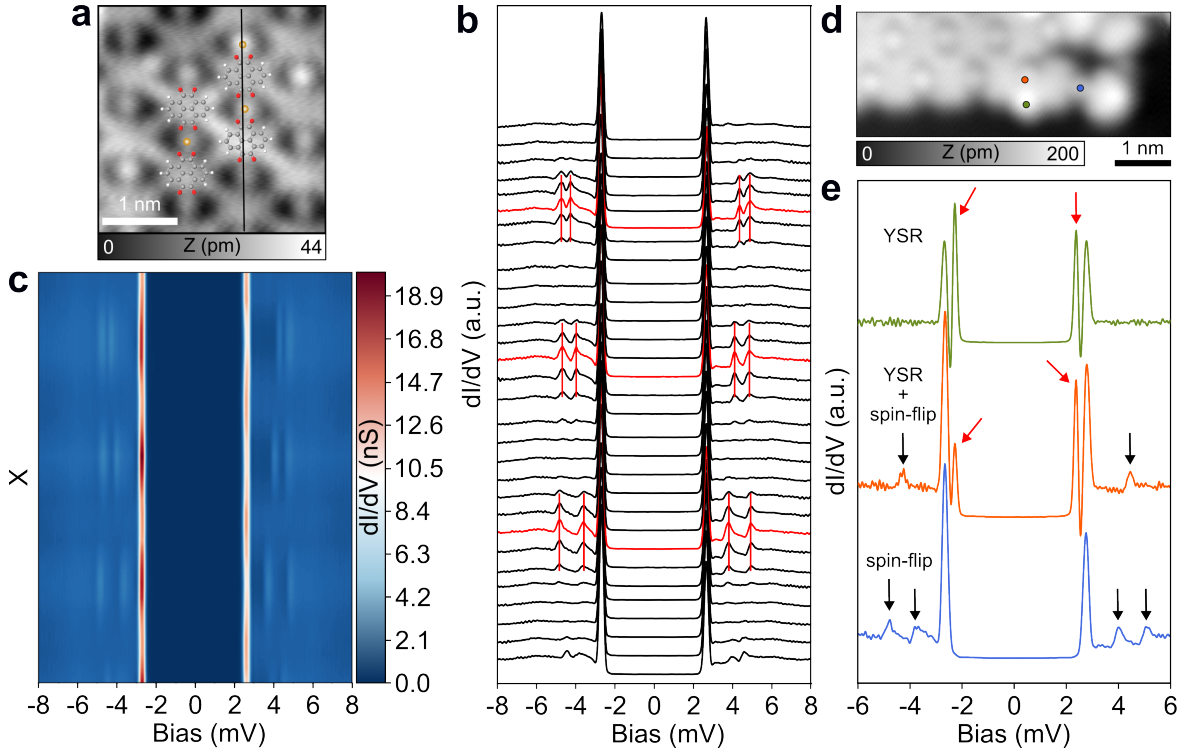 a
1 nm
0 Z (pm) 44
b
dI/dV (a.u.)
-8 -6 -4 -2 0 2 4 6 8
Bias (mV)
c
X
-8 -6 -4 -2 0 2 4 6 8
Bias (mV)
18.9
16.8
14.7
12.6
10.5
8.4
6.3
4.2
2.1
0.0
dI/dV (nS)
d
0 Z (pm) 200
1 nm
e
YSR
YSR
+
spin-flip
spin-flip
dI/dV (a.u.)
-6 -4 -2 0 2 4 6
Bias (mV)